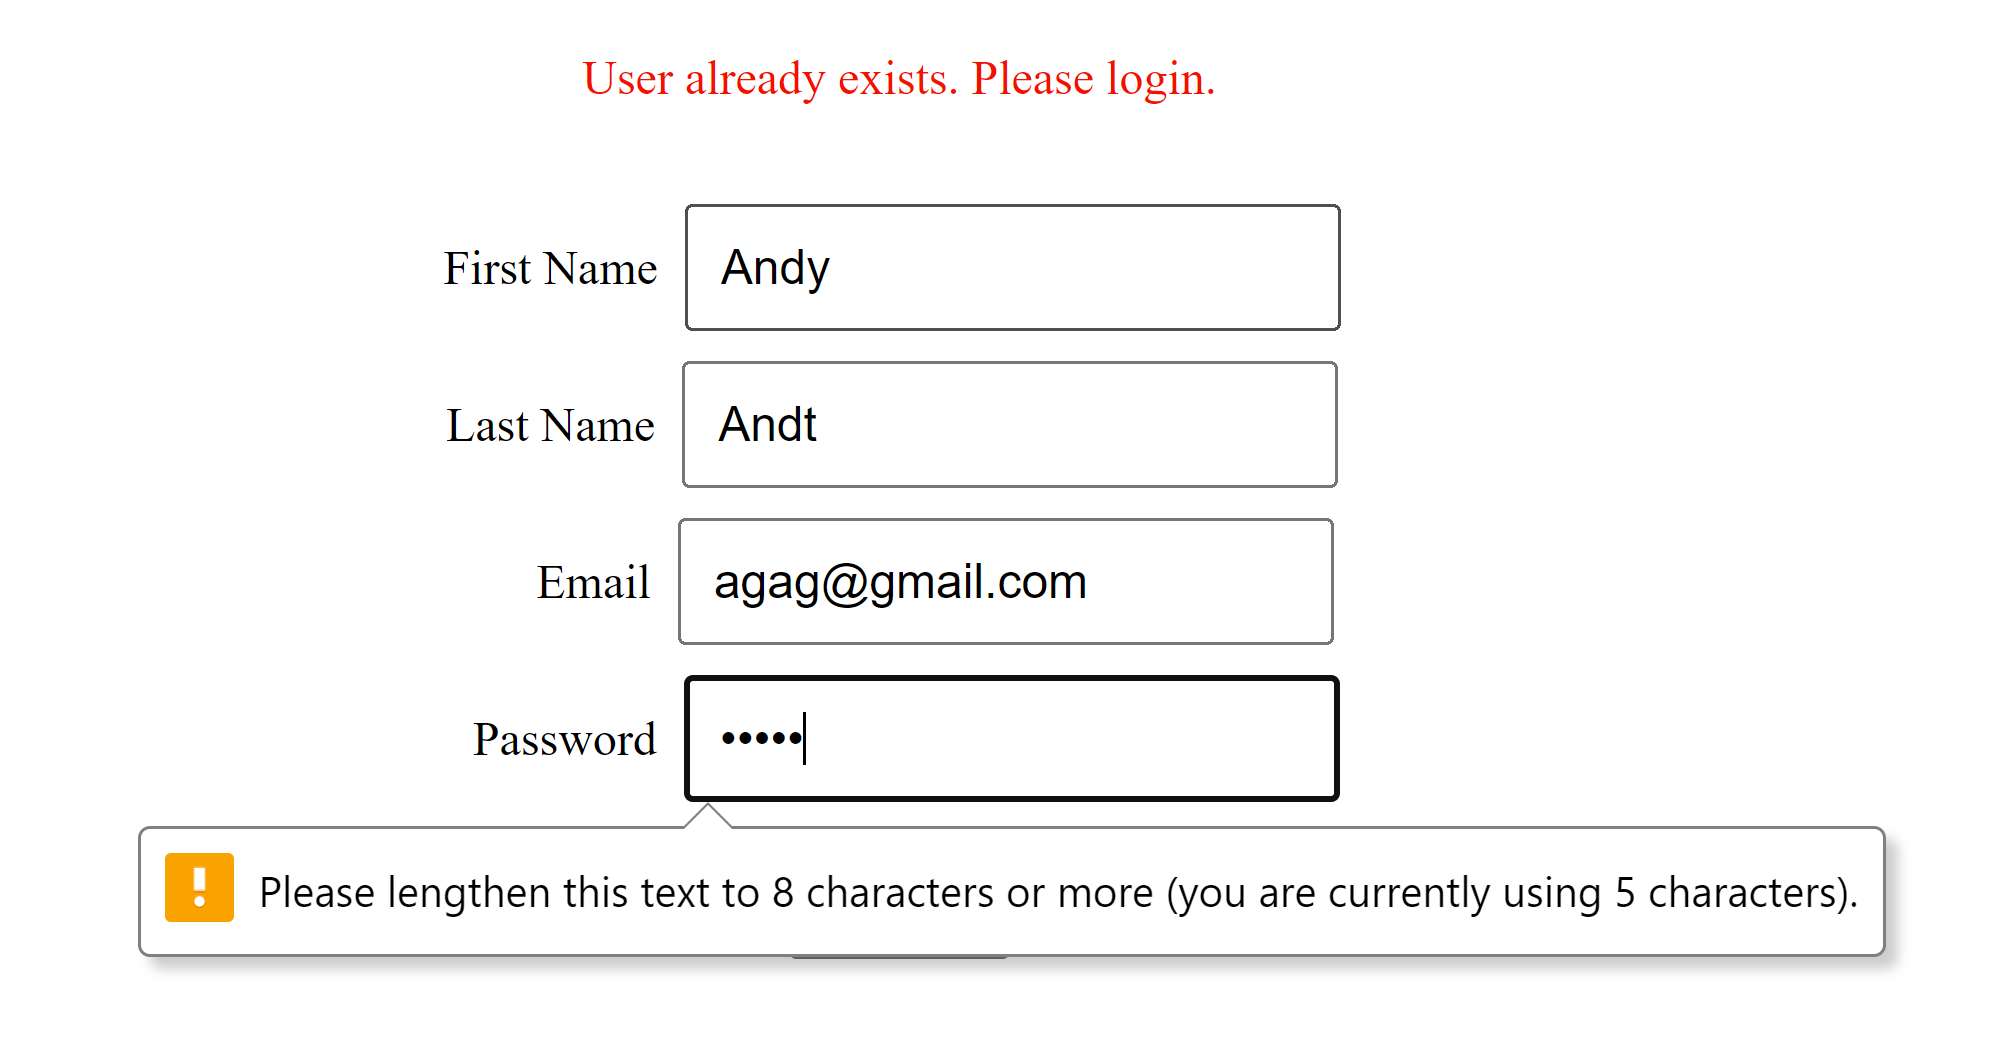 User already exists. Please login.
First Name Andy
Last Name Andt
Email agag@gmail.com
Password •••••
Please lengthen this text to 8 characters or more (you are currently using 5 characters).